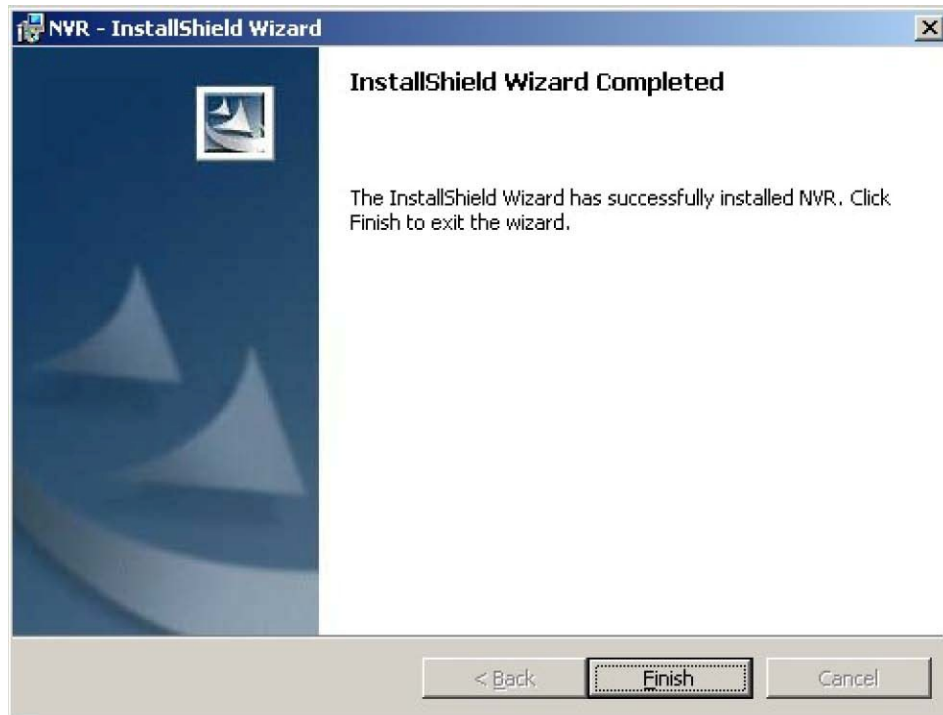 NVR - InstallShield Wizard
InstallShield Wizard Completed
The InstallShield Wizard has successfully installed NVR. Click
Finish to exit the wizard.
< Back
Finish
Cancel